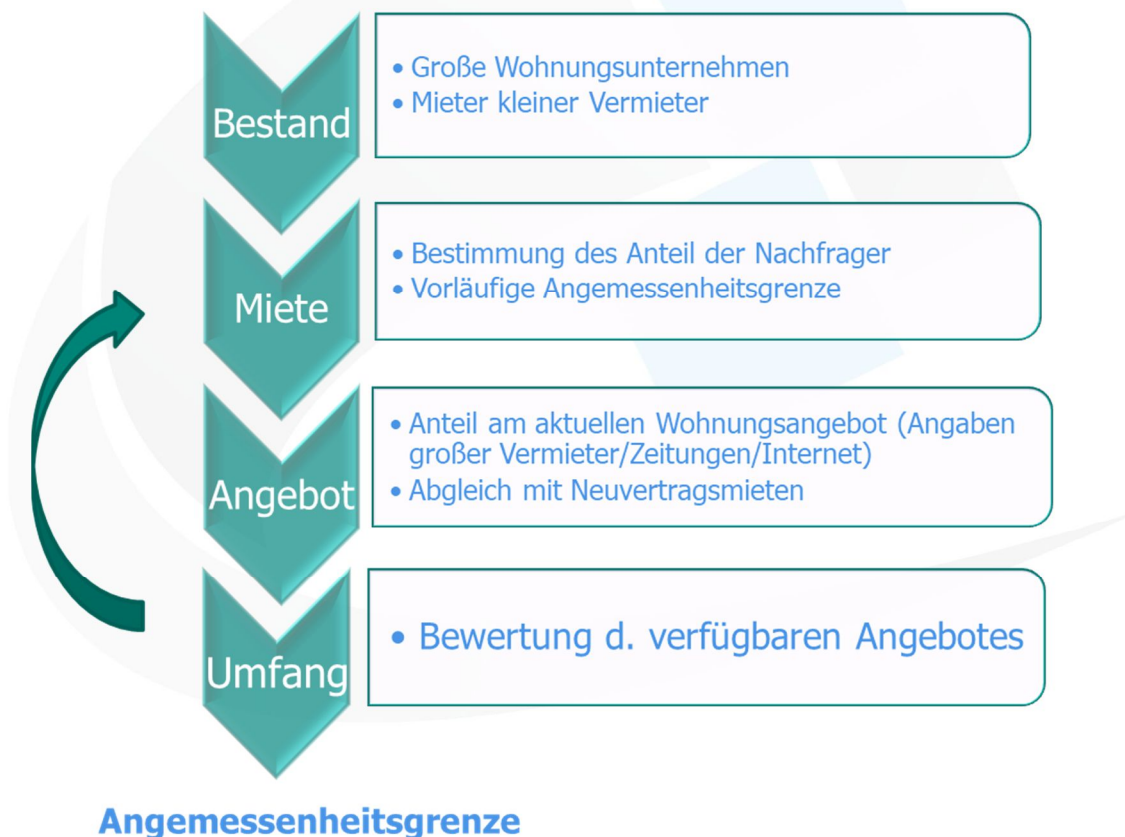 Bestand
• Große Wohnungsunternehmen
• Mieter kleiner Vermieter
Miete
• Bestimmung des Anteil der Nachfrager
• Vorläufige Angemessenheitsgrenze
Angebot
• Anteil am aktuellen Wohnungsangebot (Angaben
großer Vermieter/Zeitungen/Internet)
• Abgleich mit Neuvertragsmieten
Umfang
• Bewertung d. verfügbaren Angebotes
Angemessenheitsgrenze